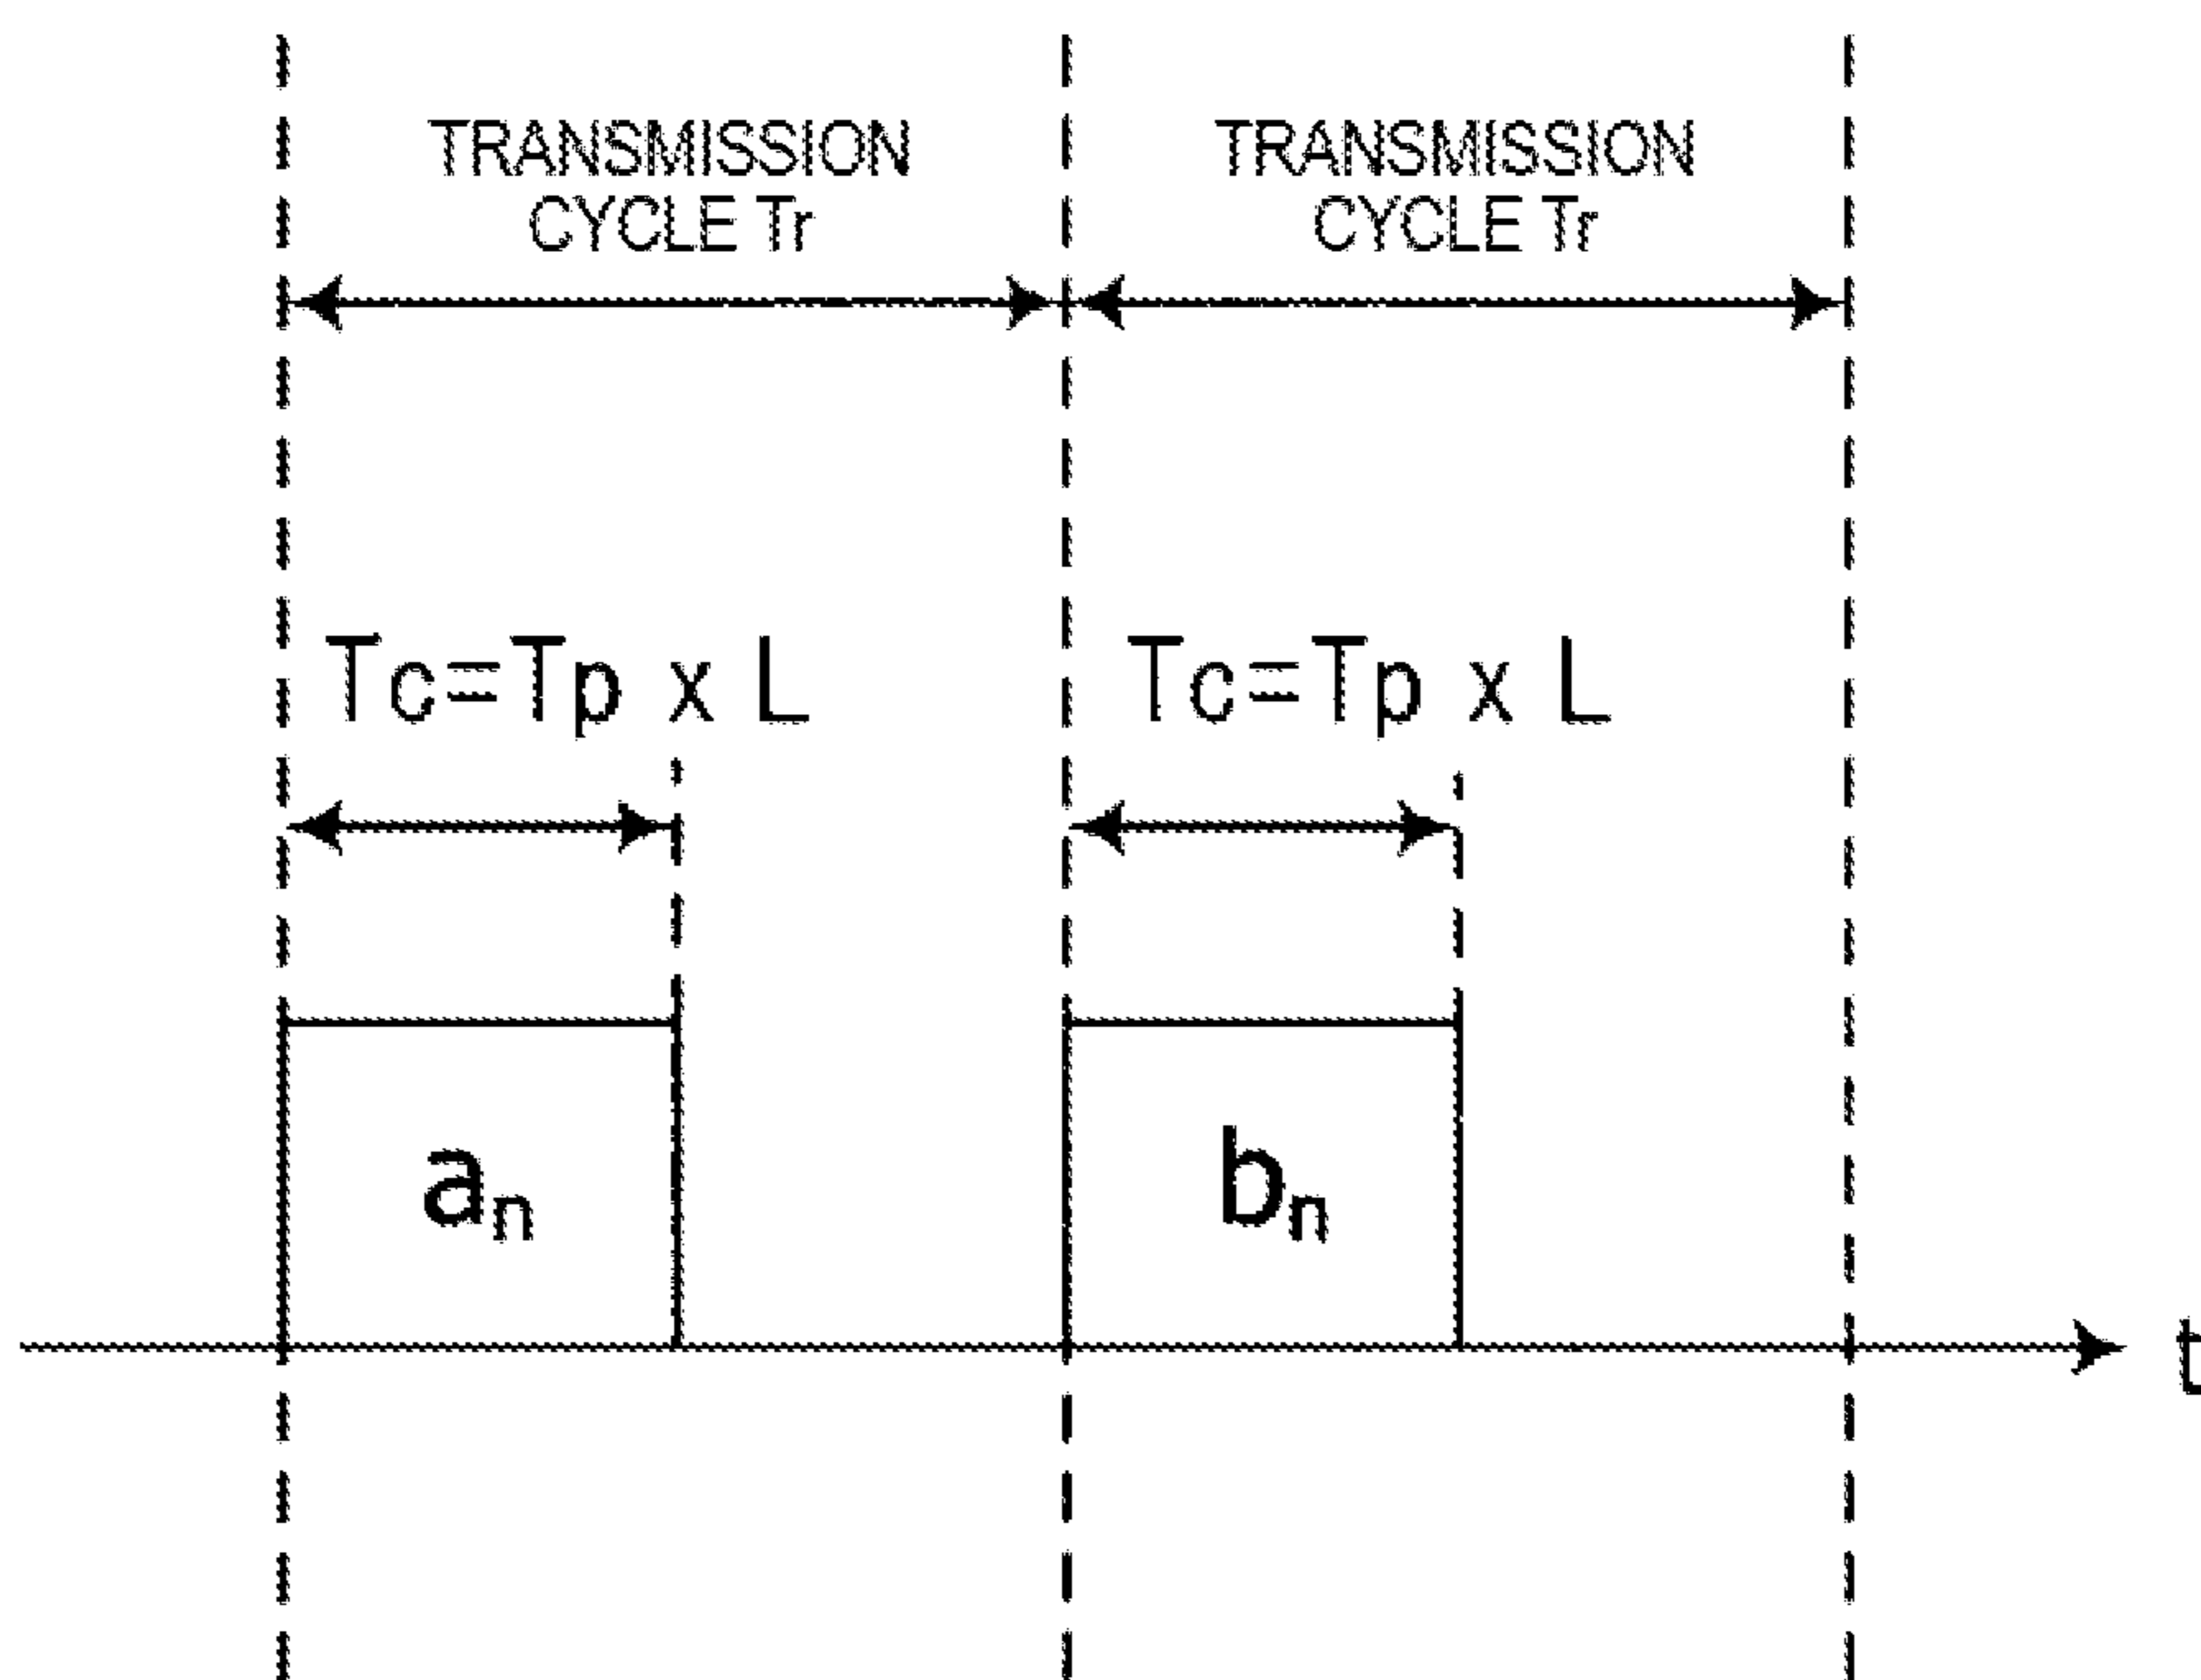 TRANSMISSION
CYCLE Tr
TRANSMISSION
CYCLE Tr
Tc=Tp x L
Tc=Tp x L
an
bn
t